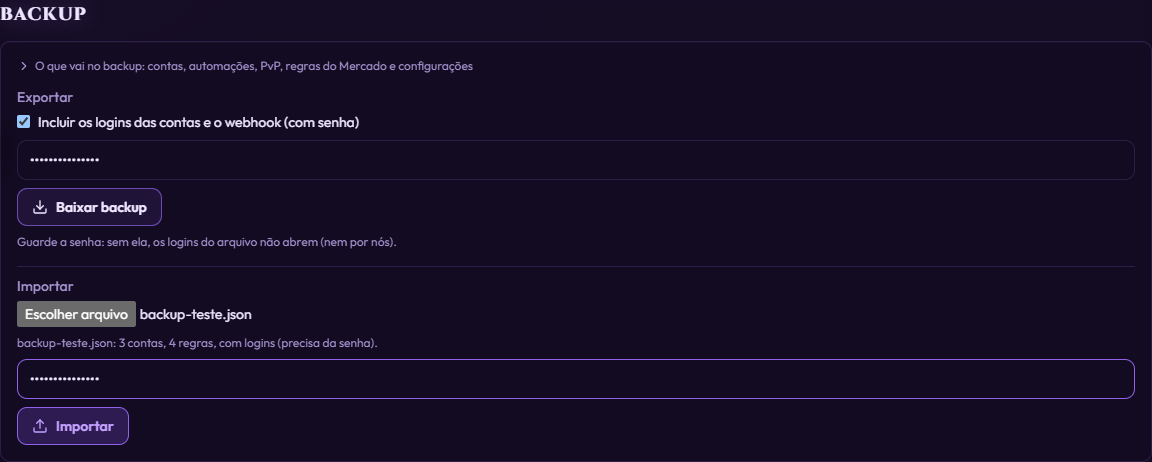 BACKUP
O que vai no backup: contas, automações, PvP, regras do Mercado e configurações
Exportar
Incluir os logins das contas e o webhook (com senha)
•••••••••••••••
Baixar backup
Guarde a senha: sem ela, os logins do arquivo não abrem (nem por nós).
Importar
Escolher arquivo backup-teste.json
backup-teste.json: 3 contas, 4 regras, com logins (precisa da senha).
•••••••••••••••
Importar